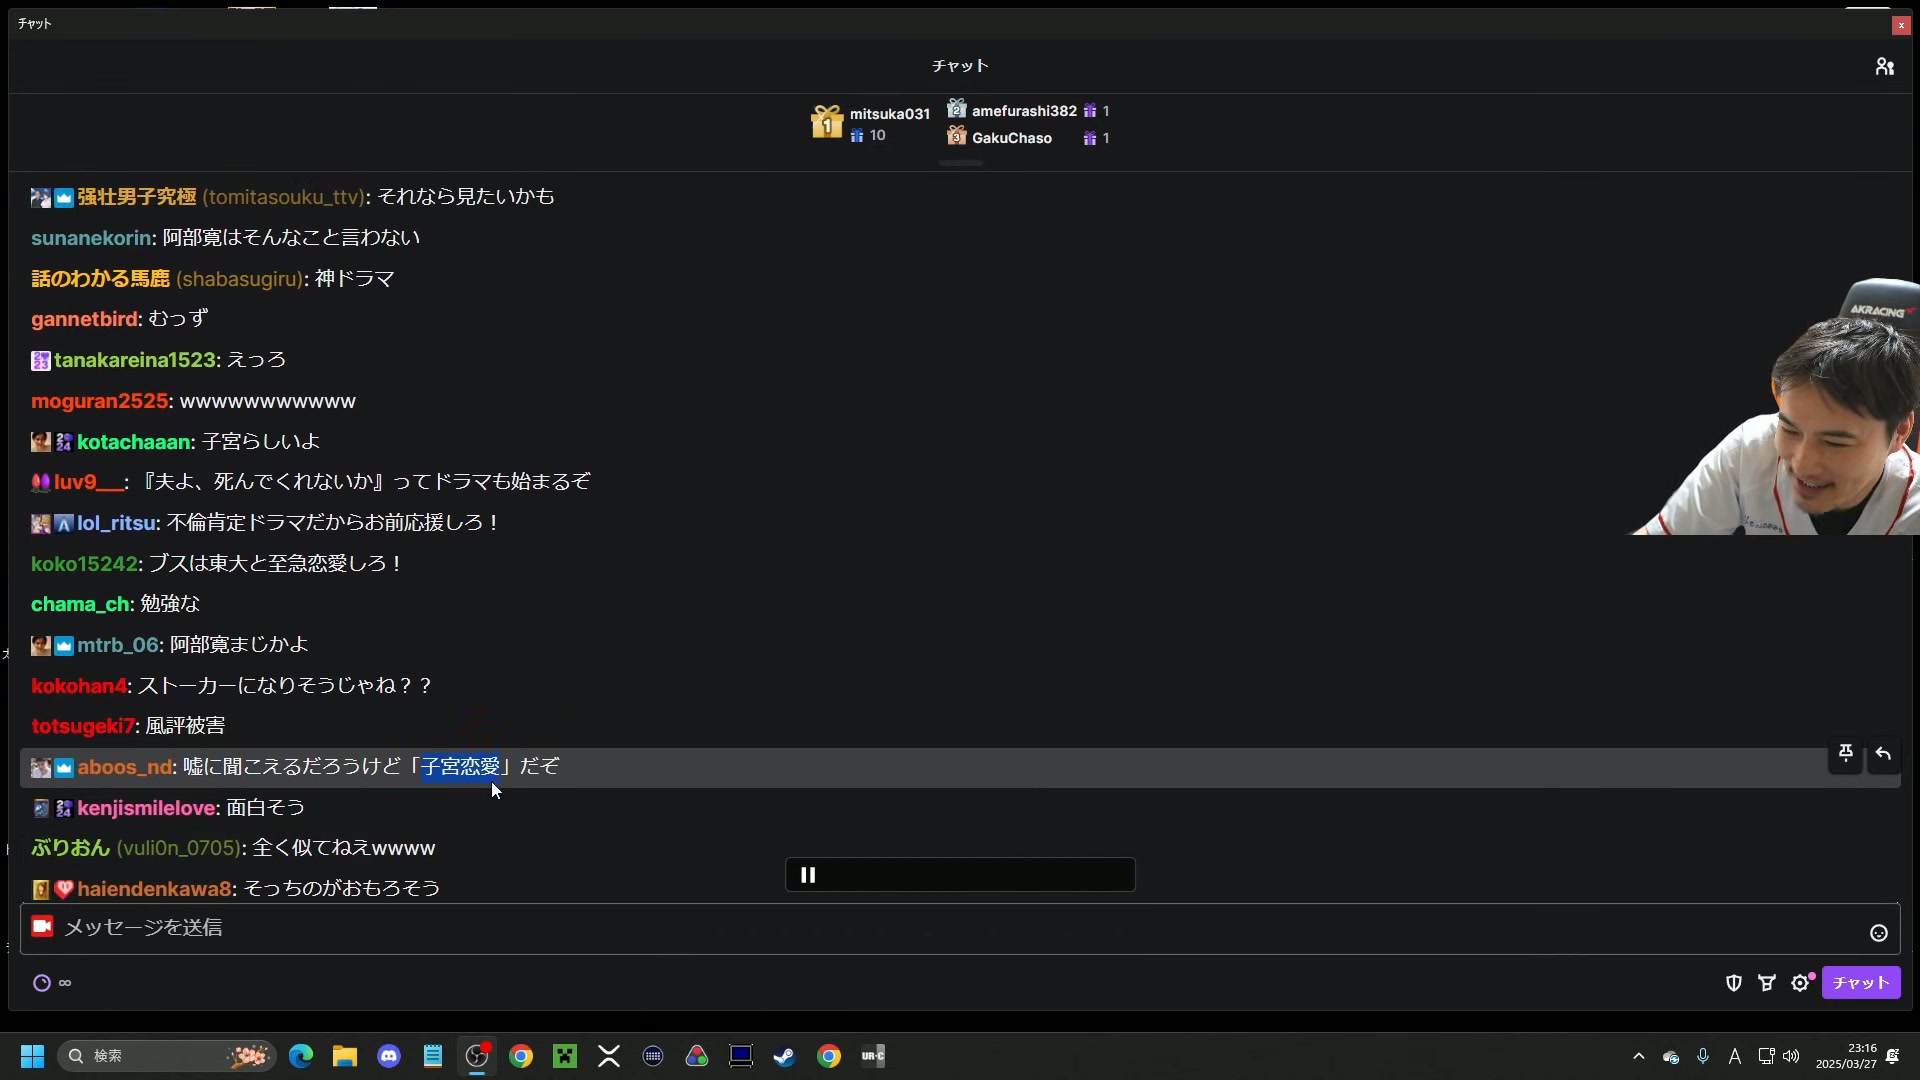 チャット
チャット
mitsuka031
10
amefurashi382 1
GakuChaso 1
强壮男子究極 (tomitasouku_ttv): それなら見たいかも
sunanekorin: 阿部寛はそんなこと言わない
話のわかる馬鹿 (shabasugiru): 神ドラマ
gannetbird: むっず
tanakareina1523: えっろ
moguran2525: wwwwwwwwwww
kotachaaan: 子宮らしいよ
luv9___: 『夫よ、死んでくれないか』ってドラマも始まるぞ
lol_ritsu: 不倫肯定ドラマだからお前応援しろ！
koko15242: ブスは東大と至急恋愛しろ！
chama_ch: 勉強な
mtrb_06: 阿部寛まじかよ
kokohan4: ストーカーになりそうじゃね？？
totsugeki7: 風評被害
aboos_nd: 嘘に聞こえるだろうけど「子宮恋愛」だぞ
kenjismilelove: 面白そう
ぶりおん (vuli0n_0705): 全く似てねえwwww
haiendenkawa8: そっちのがおもろそう
メッセージを送信
チャット
AKRACING
検索
UR-C
A
23:16
2025/03/27